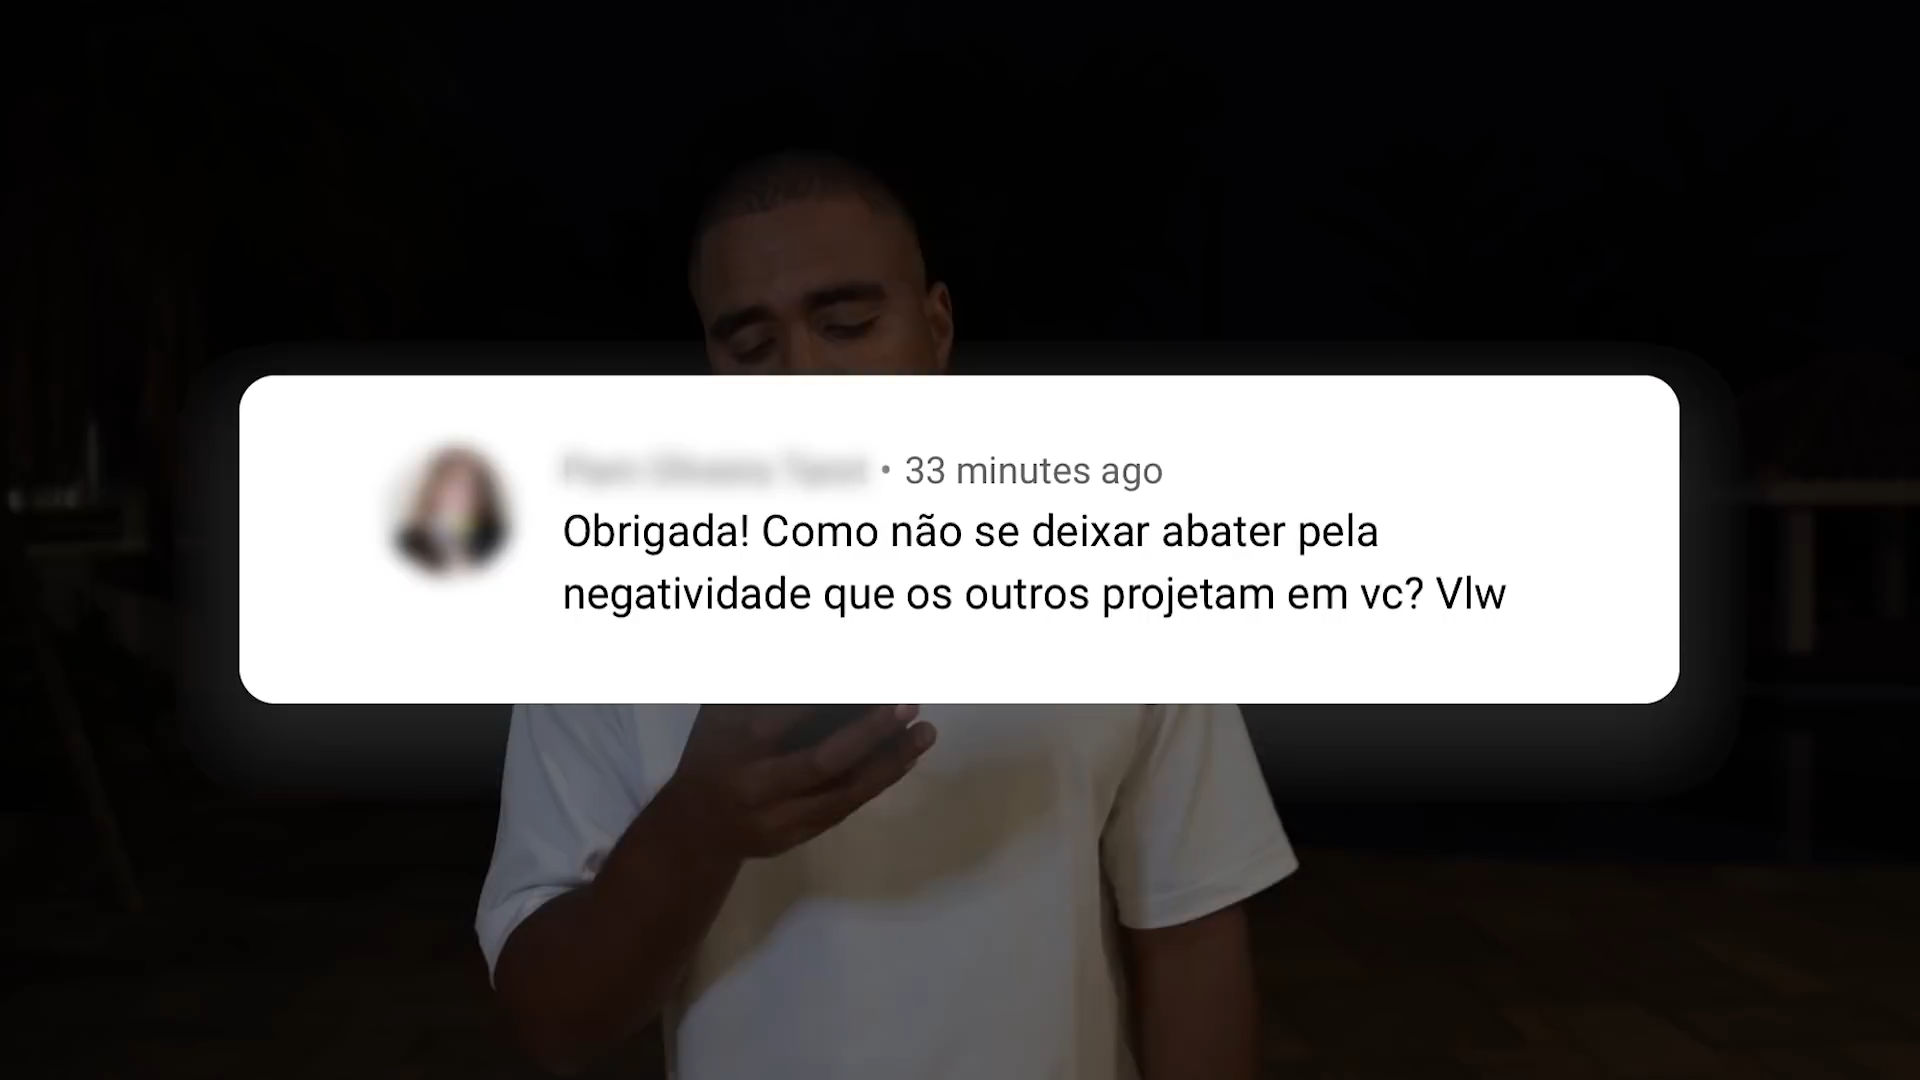 • 33 minutes ago
Obrigada! Como não se deixar abater pela
negatividade que os outros projetam em vc? Vlw